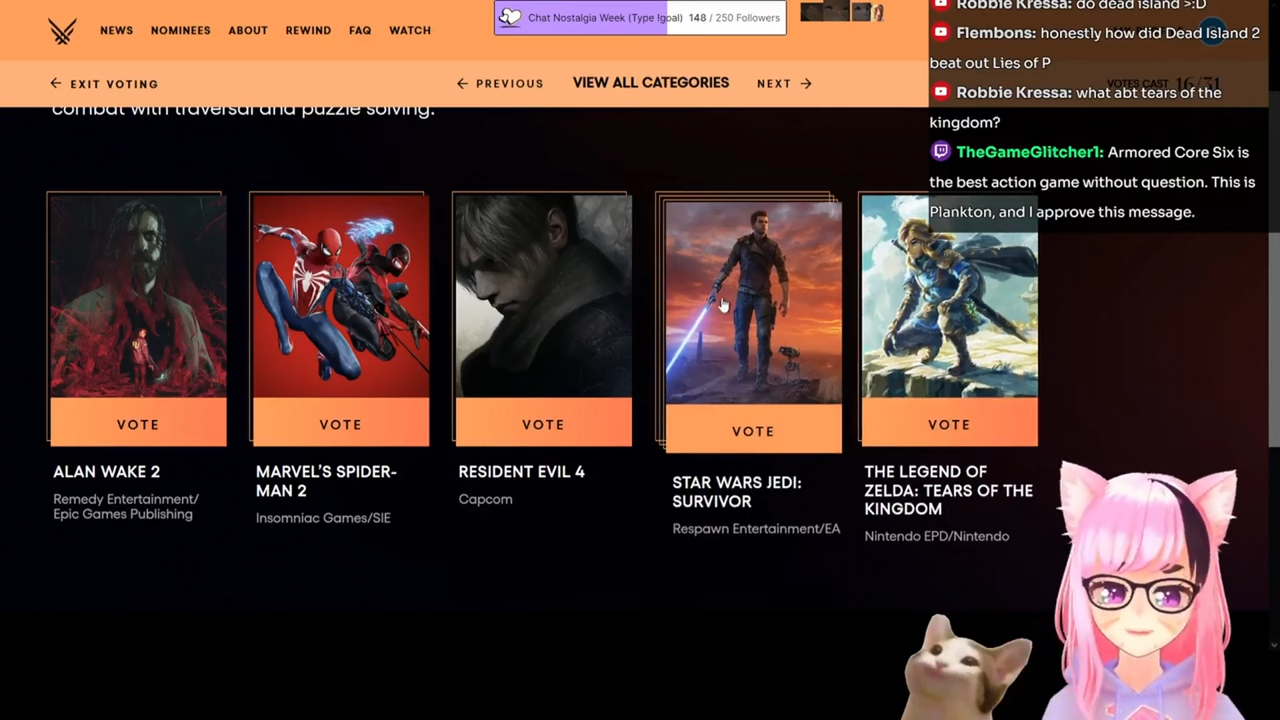 Chat Nostalgia Week (Type !goal) 148 / 250 Followers
NEWS NOMINEES ABOUT REWIND FAQ WATCH
EXIT VOTING
PREVIOUS VIEW ALL CATEGORIES NEXT
VOTES CAST 16/31
combat with traversal and puzzle solving.
Robbie Kressa: do dead island >:D
Flembons: honestly how did Dead Island 2
beat out Lies of P
Robbie Kressa: what abt tears of the
kingdom?
TheGameGlitcher1: Armored Core Six is
the best action game without question. This is
Plankton, and I approve this message.
VOTE
ALAN WAKE 2
Remedy Entertainment/
Epic Games Publishing
VOTE
MARVEL'S SPIDER-
MAN 2
Insomniac Games/SIE
VOTE
RESIDENT EVIL 4
Capcom
VOTE
STAR WARS JEDI:
SURVIVOR
Respawn Entertainment/EA
VOTE
THE LEGEND OF
ZELDA: TEARS OF THE
KINGDOM
Nintendo EPD/Nintendo